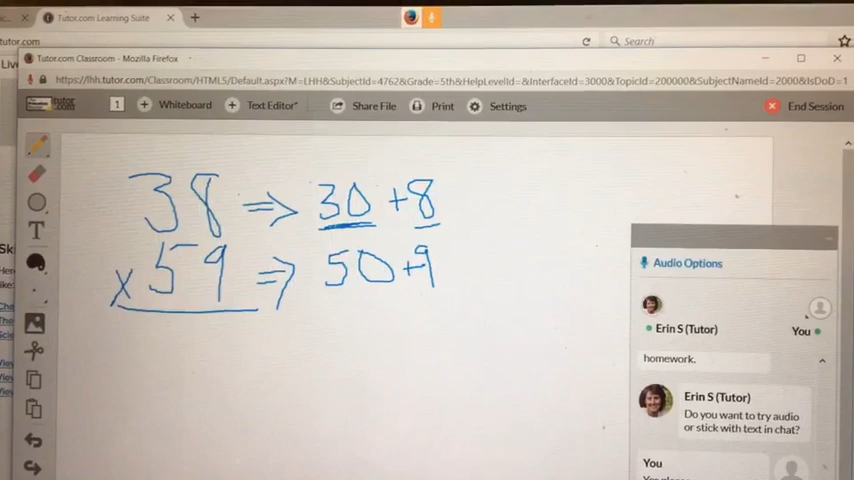 Tutor.com Learning Suite
tutor.com
Search
Tutor.com Classroom - Mozilla Firefox
https://lhh.tutor.com/Classroom/HTML5/Default.aspx?M=LHH&SubjectId=4762&Grade=5th&HelpLevelId=&InterfaceId=3000&TopicId=200000&SubjectNameId=2000&IsDoD=1
tutor.com 1 Whiteboard Text Editor* Share File Print Settings End Session
38 ⇒ 30 + 8
x 59 ⇒ 50 + 9
T
Audio Options
Erin S (Tutor) You
homework.
Erin S (Tutor)
Do you want to try audio
or stick with text in chat?
You